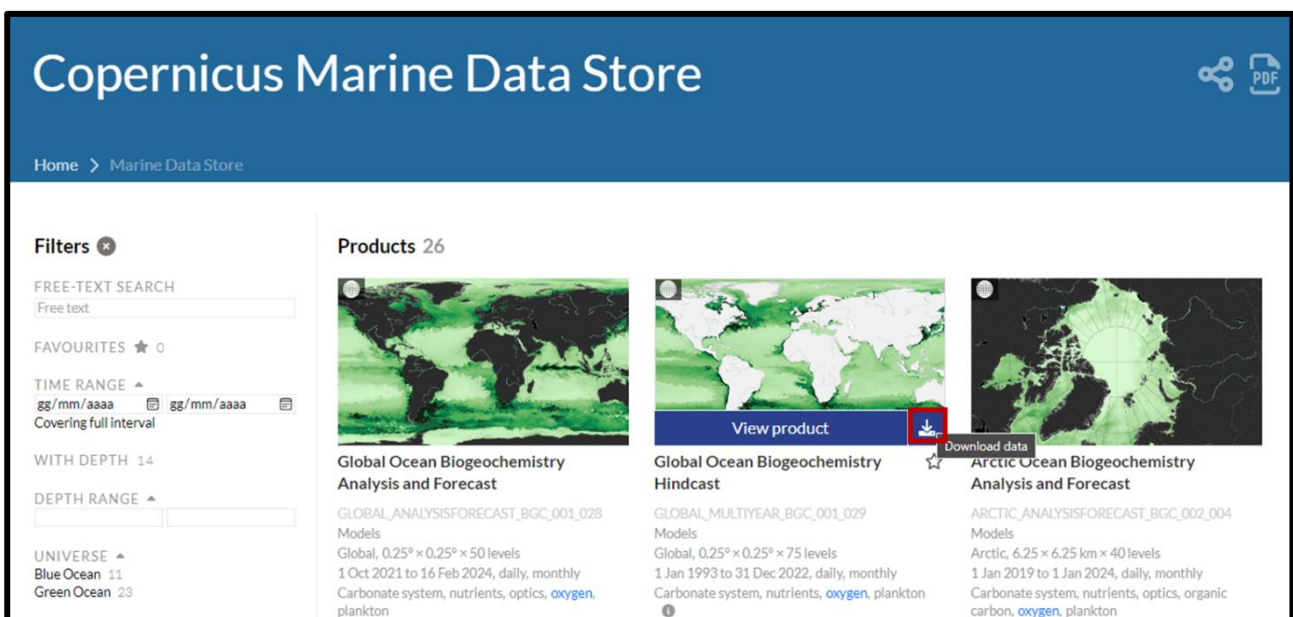 Copernicus Marine Data Store
PDF
Home > Marine Data Store
Filters
FREE-TEXT SEARCH
Free text
FAVOURITES ★ 0
TIME RANGE
gg/mm/aaaa gg/mm/aaaa
Covering full interval
WITH DEPTH 14
DEPTH RANGE
UNIVERSE
Blue Ocean 11
Green Ocean 23
Products 26
Global Ocean Biogeochemistry
Analysis and Forecast
GLOBAL_ANALYSISFORECAST_BGC_001_028
Models
Global, 0.25° × 0.25° × 50 levels
1 Oct 2021 to 16 Feb 2024, daily, monthly
Carbonate system, nutrients, optics, oxygen,
plankton
View product
Download data
Global Ocean Biogeochemistry
Hindcast
GLOBAL_MULTIYEAR_BGC_001_029
Models
Global, 0.25° × 0.25° × 75 levels
1 Jan 1993 to 31 Dec 2022, daily, monthly
Carbonate system, nutrients, oxygen, plankton
Arctic Ocean Biogeochemistry
Analysis and Forecast
ARCTIC_ANALYSISFORECAST_BGC_002_004
Models
Arctic, 6.25 × 6.25 km × 40 levels
1 Jan 2019 to 1 Jan 2024, daily, monthly
Carbonate system, nutrients, optics, organic
carbon, oxygen, plankton